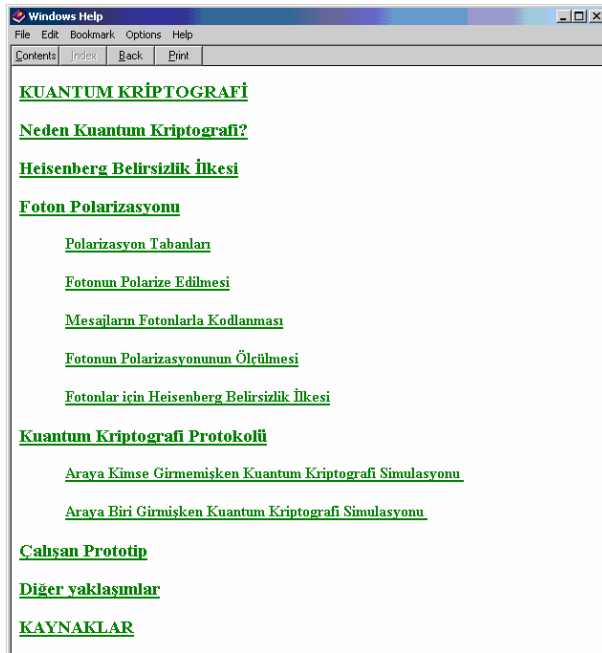 Windows Help
File Edit Bookmark Options Help
Contents Index Back Print
KUANTUM KRİPTOGRAFİ
Neden Kuantum Kriptografi?
Heisenberg Belirsizlik İlkesi
Foton Polarizasyonu
Polarizasyon Tabanları
Fotonun Polarize Edilmesi
Mesajların Fotonlarla Kodlanması
Fotonun Polarizasyonunun Ölçülmesi
Fotonlar için Heisenberg Belirsizlik İlkesi
Kuantum Kriptografi Protokolü
Araya Kimse Girmemişken Kuantum Kriptografi Simulasyonu
Araya Biri Girmişken Kuantum Kriptografi Simulasyonu
Çalışan Prototip
Diğer yaklaşımlar
KAYNAKLAR